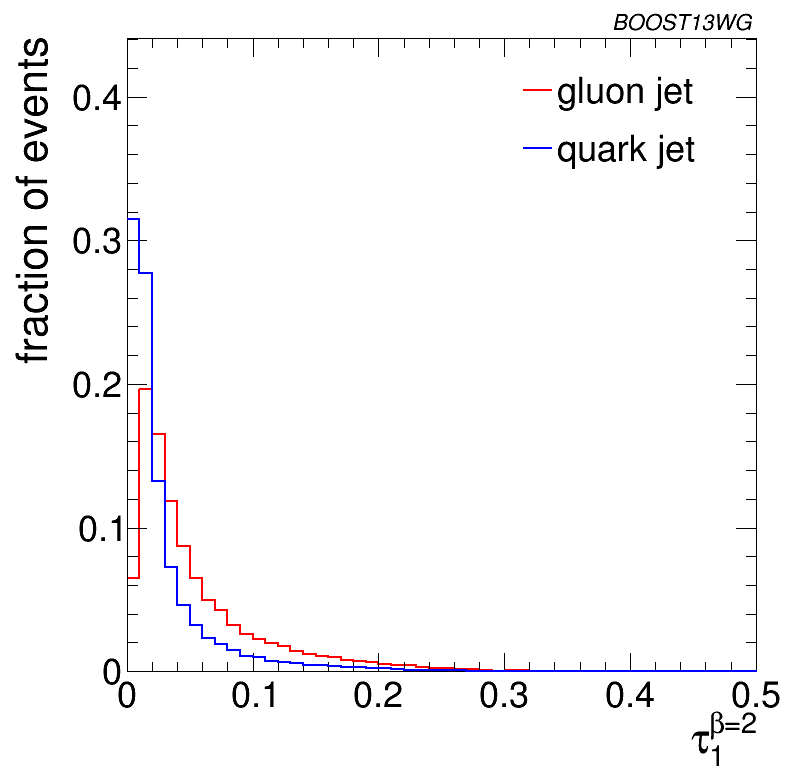 BOOST13WG
fraction of events
gluon jet
quark jet
0.4
0.3
0.2
0.1
0
0 0.1 0.2 0.3 0.4 0.5
τ₁^β=2